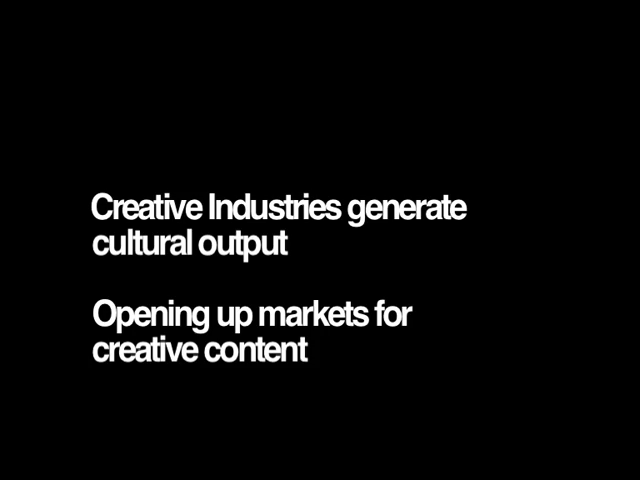 Creative Industries generate
cultural output
Opening up markets for
creative content